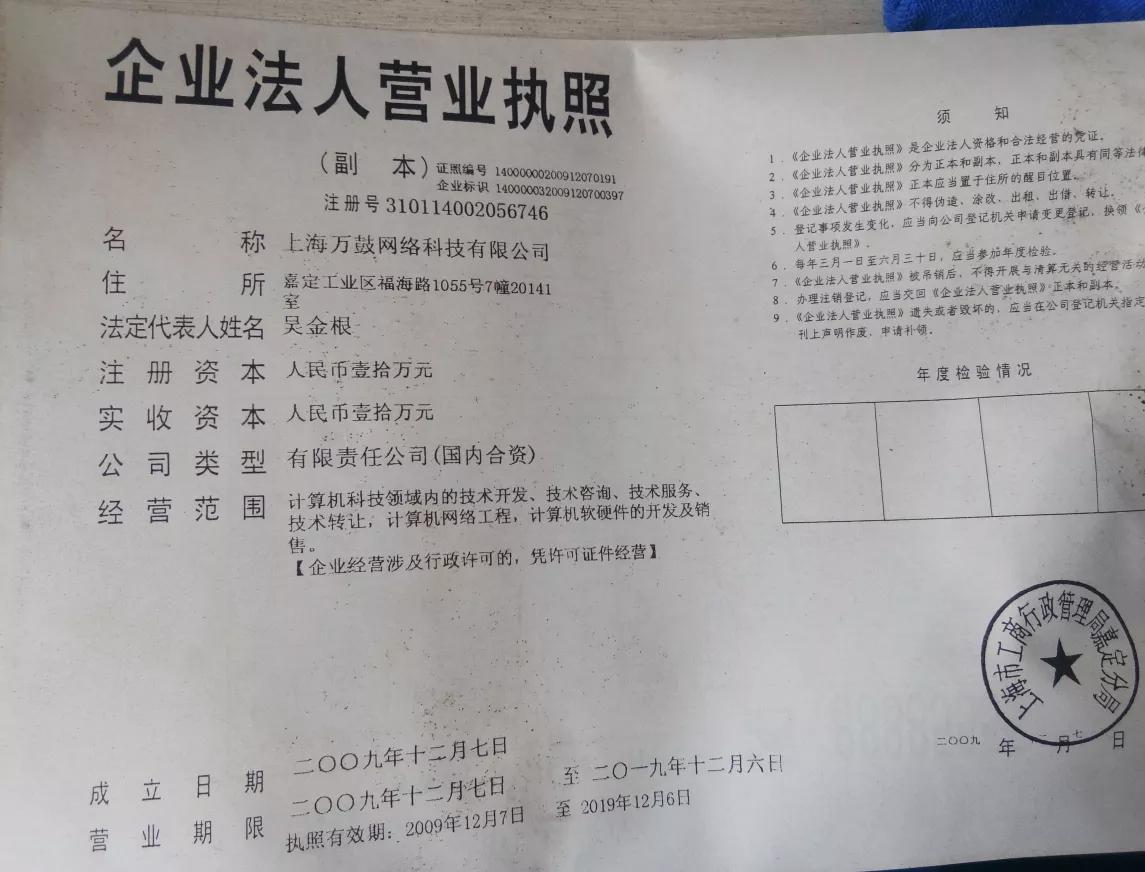 企业法人营业执照
（副 本）
证照编号 14000000200912070191
企业标识 140000032009120700397
注册号310114002056746
名 称 上海万鼓网络科技有限公司
住 所 嘉定工业区福海路1055号7幢20141
室
法定代表人姓名 吴金根
注册资本 人民币壹拾万元
实收资本 人民币壹拾万元
公司类型 有限责任公司(国内合资)
经营范围 计算机科技领域内的技术开发、技术咨询、技术服务、
技术转让，计算机网络工程，计算机软硬件的开发及销
售。
【企业经营涉及行政许可的，凭许可证件经营】
成立日期 二〇〇九年十二月七日
营业期限 二〇〇九年十二月七日 至 二〇一九年十二月六日
执照有效期：2009年12月7日 至 2019年12月6日
须 知
1．《企业法人营业执照》是企业法人资格和合法经营的凭证。
2．《企业法人营业执照》分为正本和副本，正本和副本具有同等法律
3．《企业法人营业执照》正本应当置于住所的醒目位置。
4．《企业法人营业执照》不得伪造、涂改、出租、出借、转让。
5．登记事项发生变化，应当向公司登记机关申请变更登记，换领《
人营业执照》。
6．每年三月一日至六月三十日，应当参加年度检验。
7．《企业法人营业执照》被吊销后，不得开展与清算无关的经营活动
8．办理注销登记，应当交回《企业法人营业执照》正本和副本。
9．《企业法人营业执照》遗失或者毁坏的，应当在公司登记机关指定
刊上声明作废，申请补领。
年度检验情况
上海市工商行政管理局嘉定分局
二〇〇九 年 月 七 日